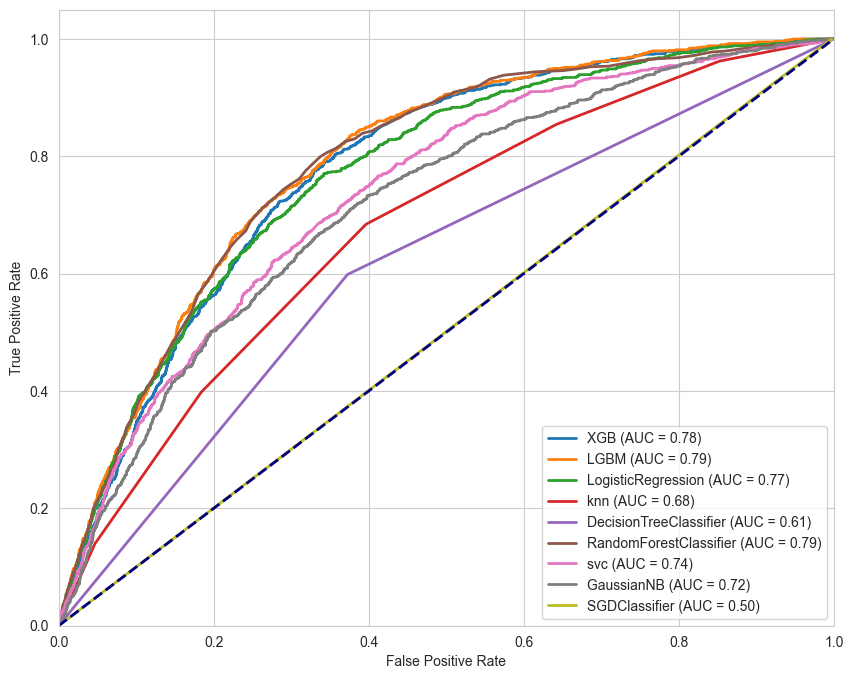 1.0
0.8
0.6
0.4
0.2
0.0
True Positive Rate
0.0 0.2 0.4 0.6 0.8 1.0
False Positive Rate
XGB (AUC = 0.78)
LGBM (AUC = 0.79)
LogisticRegression (AUC = 0.77)
knn (AUC = 0.68)
DecisionTreeClassifier (AUC = 0.61)
RandomForestClassifier (AUC = 0.79)
svc (AUC = 0.74)
GaussianNB (AUC = 0.72)
SGDClassifier (AUC = 0.50)